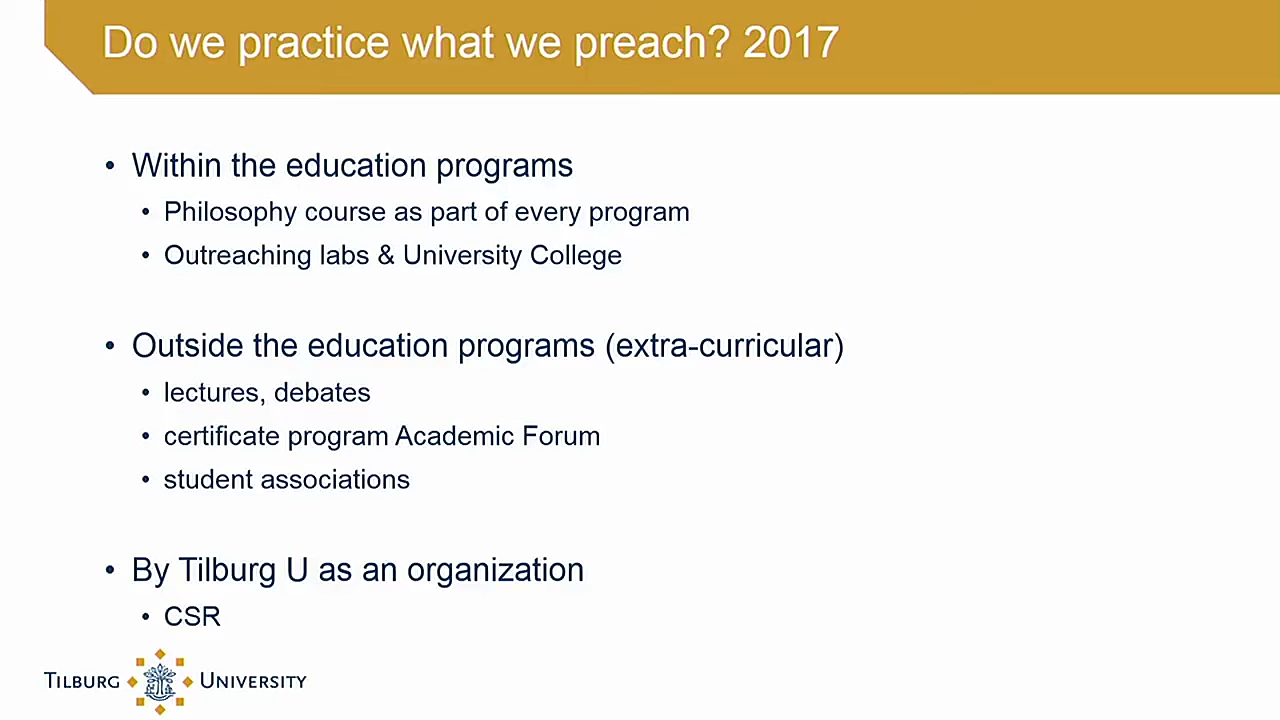 Do we practice what we preach? 2017
• Within the education programs
• Philosophy course as part of every program
• Outreaching labs & University College
• Outside the education programs (extra-curricular)
• lectures, debates
• certificate program Academic Forum
• student associations
• By Tilburg U as an organization
• CSR
TILBURG UNIVERSITY